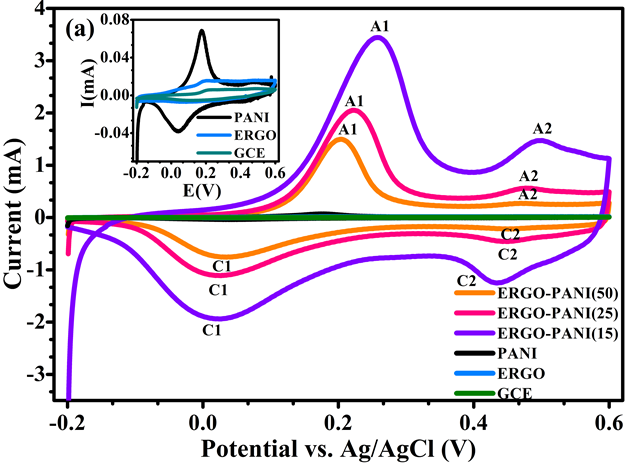 (a)
0.08
0.04
0.00
-0.04
I(mA)
PANI
ERGO
GCE
-0.2 0.0 0.2 0.4 0.6
E(V)
A1
A1
A1
A2
A2
A2
C1
C1
C1
C2
C2
C2
4
3
2
1
0
-1
-2
-3
Current (mA)
ERGO-PANI(50)
ERGO-PANI(25)
ERGO-PANI(15)
PANI
ERGO
GCE
-0.2 0.0 0.2 0.4 0.6
Potential vs. Ag/AgCl (V)